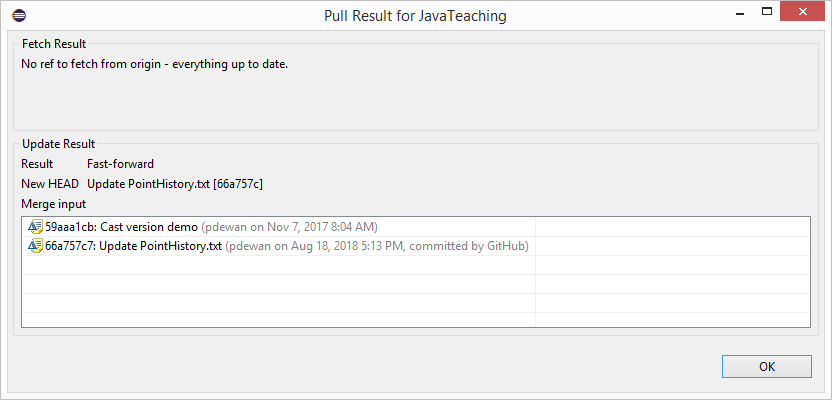 Pull Result for JavaTeaching
Fetch Result
No ref to fetch from origin - everything up to date.
Update Result
Result Fast-forward
New HEAD Update PointHistory.txt [66a757c]
Merge input
59aaa1cb: Cast version demo (pdewan on Nov 7, 2017 8:04 AM)
66a757c7: Update PointHistory.txt (pdewan on Aug 18, 2018 5:13 PM, committed by GitHub)
OK